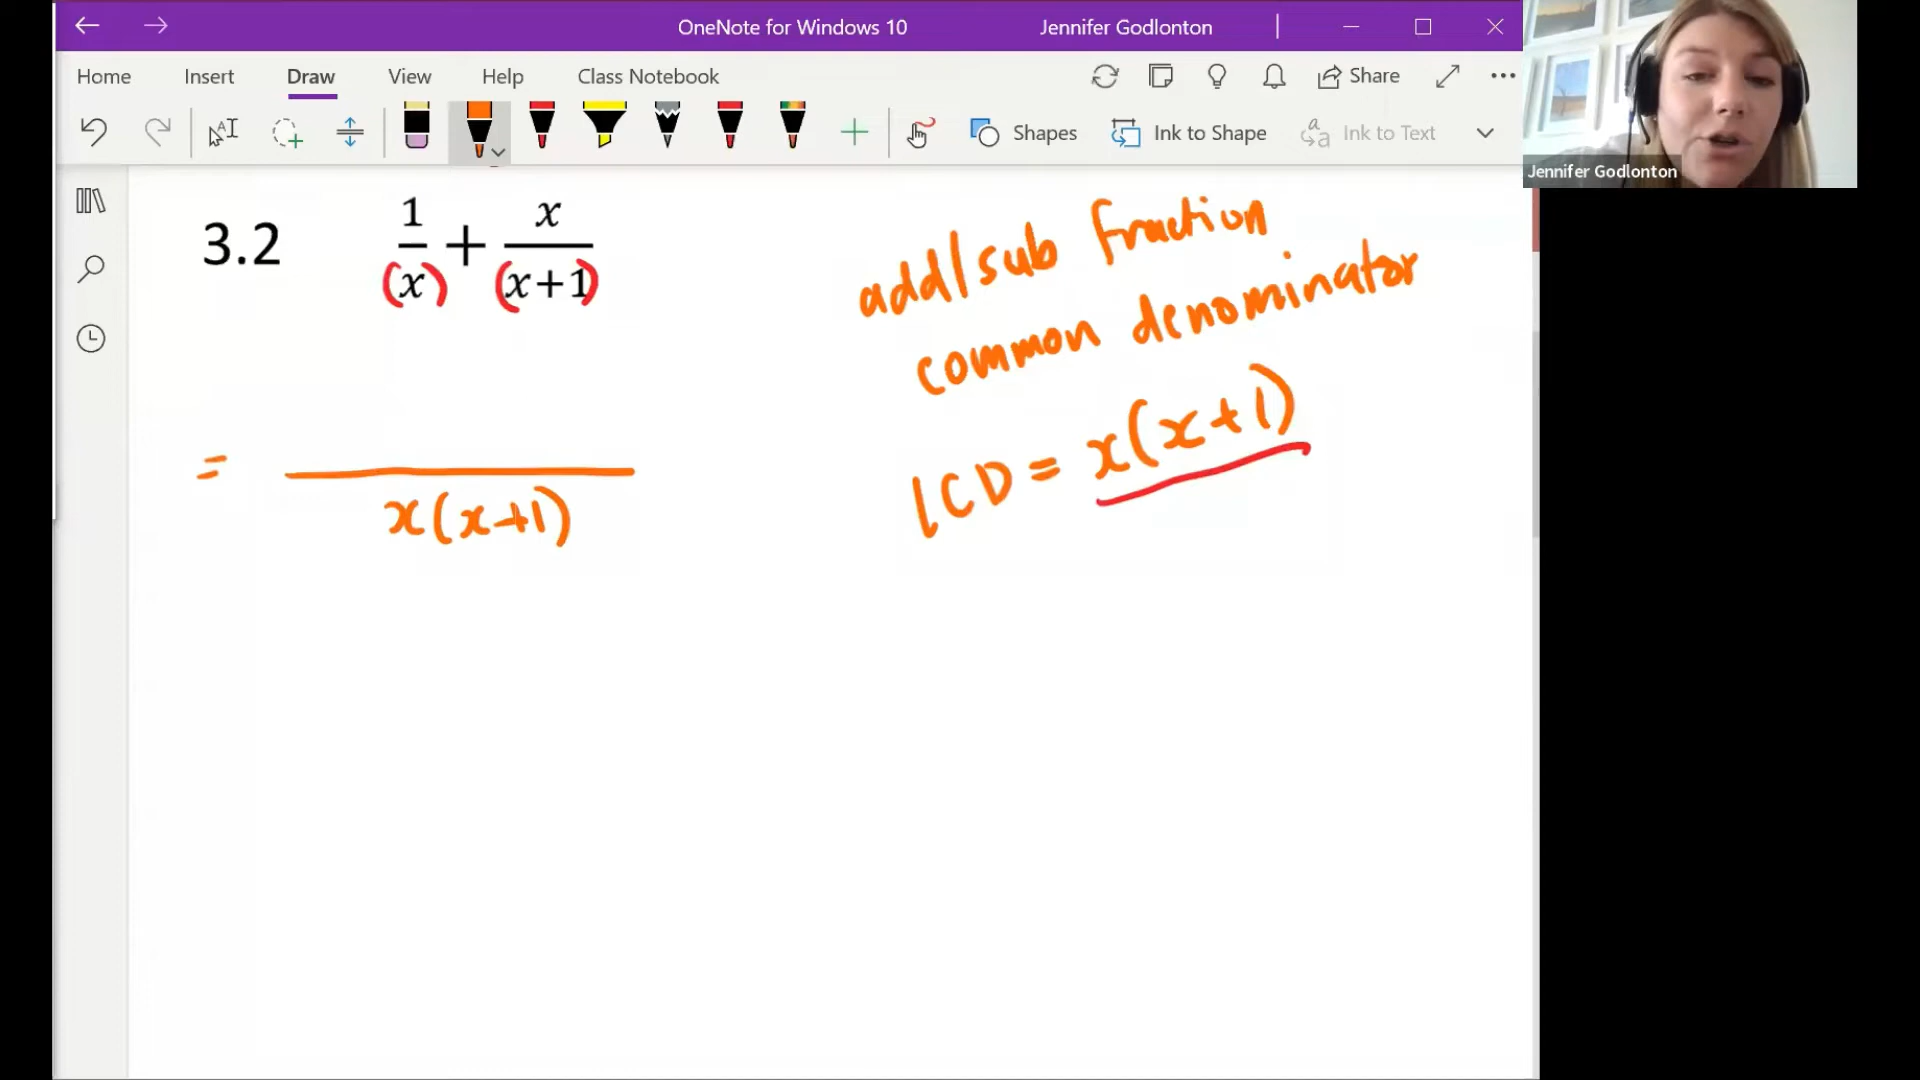 OneNote for Windows 10
Jennifer Godlonton
Home Insert Draw View Help Class Notebook
Share
Shapes Ink to Shape Ink to Text
Jennifer Godlonton
3.2 1/(x) + x/(x+1)
add/sub fraction
common denominator
LCD = x(x+1)
= 
x(x+1)